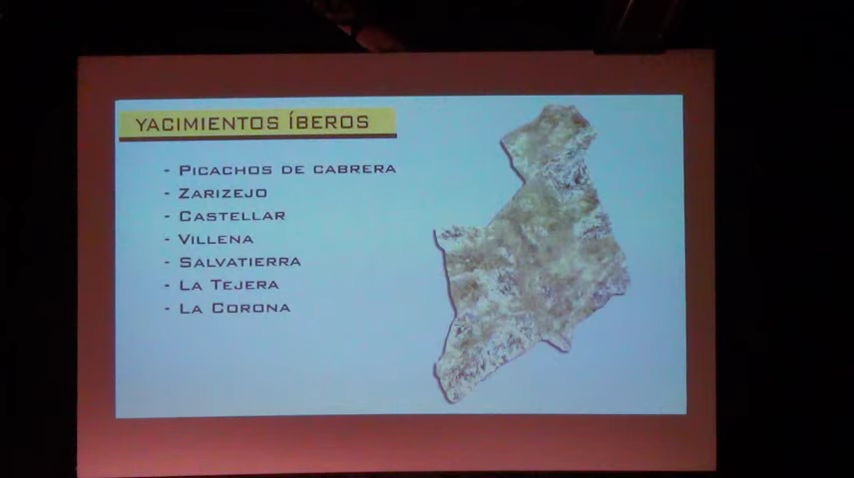 YACIMIENTOS ÍBEROS
- PICACHOS DE CABRERA
- ZARIZEJO
- CASTELLAR
- VILLENA
- SALVATIERRA
- LA TEJERA
- LA CORONA